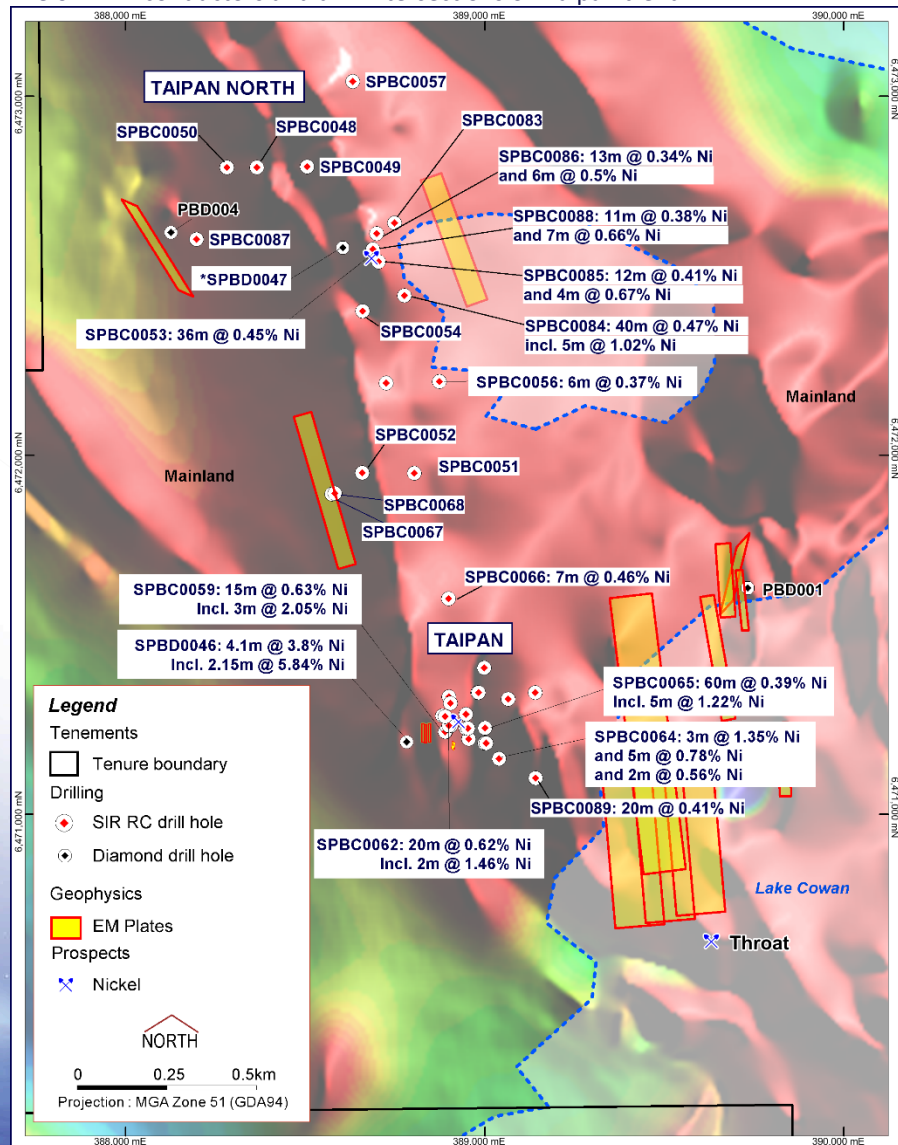 388,000 mE
389,000 mE
390,000 mE
6,473,000 mN
6,473,000 mN
TAIPAN NORTH
SPBC0057
SPBC0050
SPBC0048
SPBC0083
SPBC0049
SPBC0086: 13m @ 0.34% Ni
and 6m @ 0.5% Ni
PBD004
SPBC0087
SPBC0088: 11m @ 0.38% Ni
and 7m @ 0.66% Ni
*SPBD0047
SPBC0085: 12m @ 0.41% Ni
and 4m @ 0.67% Ni
SPBC0053: 36m @ 0.45% Ni
SPBC0054
SPBC0084: 40m @ 0.47% Ni
incl. 5m @ 1.02% Ni
SPBC0056: 6m @ 0.37% Ni
Mainland
SPBC0052
6,472,000 mN
6,472,000 mN
Mainland
SPBC0051
SPBC0068
SPBC0067
SPBC0059: 15m @ 0.63% Ni
Incl. 3m @ 2.05% Ni
SPBC0066: 7m @ 0.46% Ni
PBD001
SPBD0046: 4.1m @ 3.8% Ni
Incl. 2.15m @ 5.84% Ni
TAIPAN
SPBC0065: 60m @ 0.39% Ni
Incl. 5m @ 1.22% Ni
SPBC0064: 3m @ 1.35% Ni
and 5m @ 0.78% Ni
and 2m @ 0.56% Ni
SPBC0089: 20m @ 0.41% Ni
6,471,000 mN
6,471,000 mN
SPBC0062: 20m @ 0.62% Ni
Incl. 2m @ 1.46% Ni
Lake Cowan
Throat
Legend
Tenements
Tenure boundary
Drilling
SIR RC drill hole
Diamond drill hole
Geophysics
EM Plates
Prospects
Nickel
NORTH
0 0.25 0.5km
Projection : MGA Zone 51 (GDA94)
388,000 mE
389,000 mE
390,000 mE